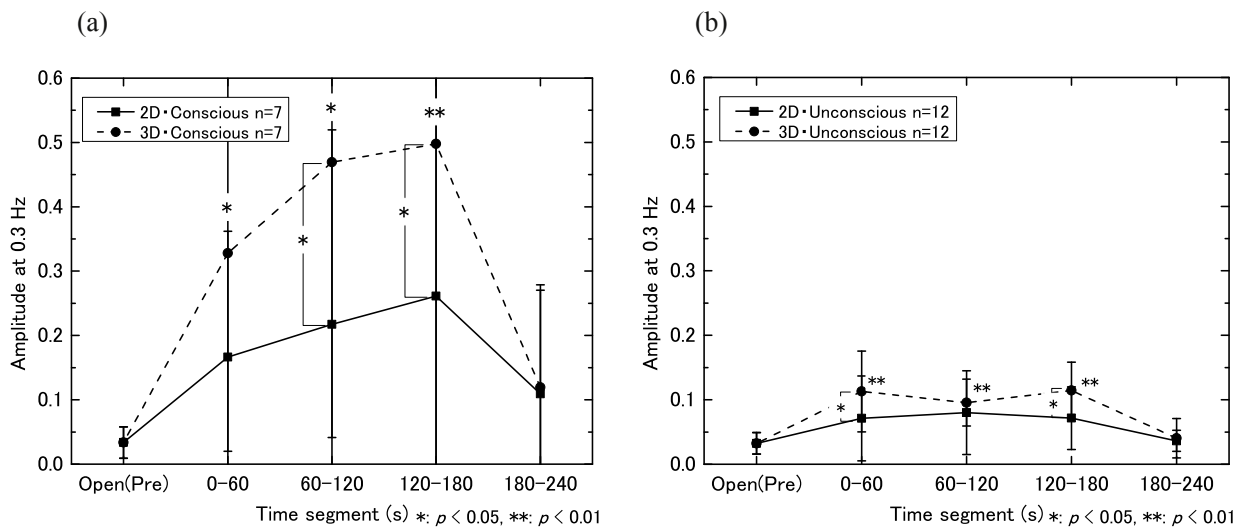 (a)
0.6
0.5
0.4
0.3
0.2
0.1
0.0
Amplitude at 0.3 Hz
2D・Conscious n=7
3D・Conscious n=7
*
*
**
*
*
Open(Pre) 0-60 60-120 120-180 180-240
Time segment (s) *: p < 0.05, **: p < 0.01
(b)
0.6
0.5
0.4
0.3
0.2
0.1
0.0
Amplitude at 0.3 Hz
2D・Unconscious n=12
3D・Unconscious n=12
**
**
**
*
*
Open(Pre) 0-60 60-120 120-180 180-240
Time segment (s) *: p < 0.05, **: p < 0.01